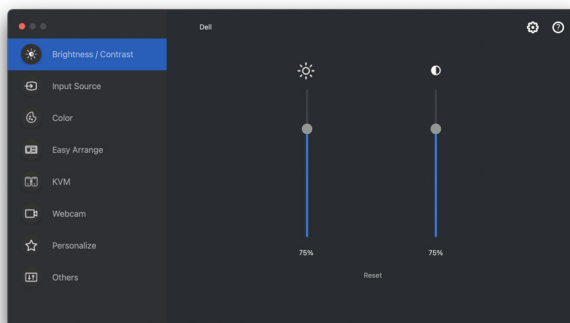 Dell
Brightness / Contrast
Input Source
Color
Easy Arrange
KVM
Webcam
Personalize
Others
75%
75%
Reset